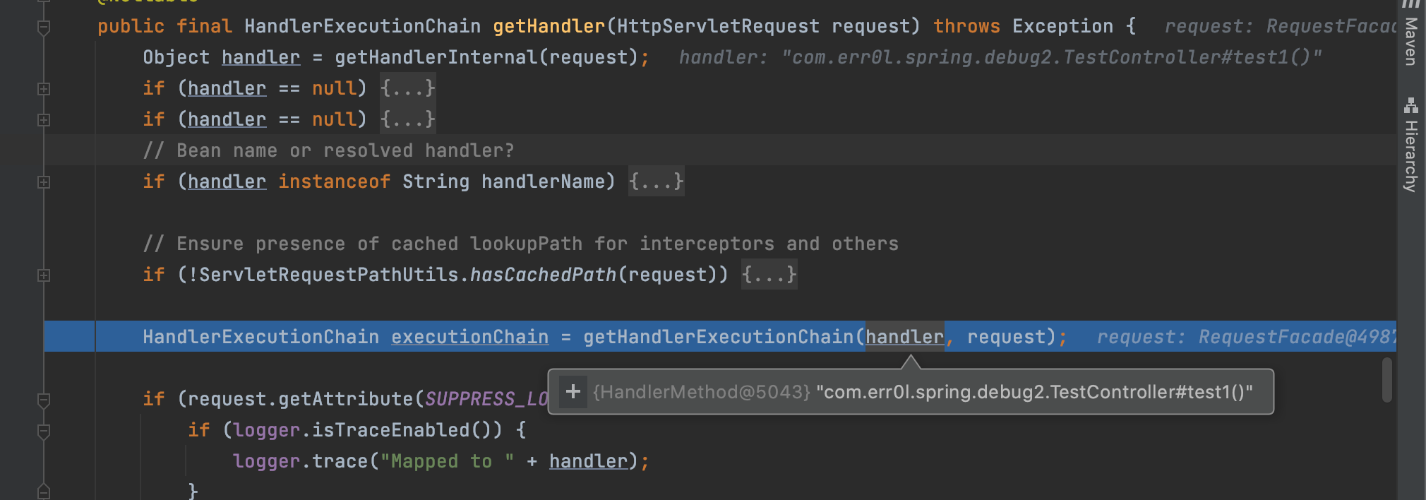 @Nullable
public final HandlerExecutionChain getHandler(HttpServletRequest request) throws Exception {   request: RequestFaca
Object handler = getHandlerInternal(request);   handler: "com.err0l.spring.debug2.TestController#test1()"
if (handler == null) {...}
if (handler == null) {...}
// Bean name or resolved handler?
if (handler instanceof String handlerName) {...}
// Ensure presence of cached lookupPath for interceptors and others
if (!ServletRequestPathUtils.hasCachedPath(request)) {...}
HandlerExecutionChain executionChain = getHandlerExecutionChain(handler, request);   request: RequestFacade@4987
+ {HandlerMethod@5043} "com.err0l.spring.debug2.TestController#test1()"
if (request.getAttribute(SUPPRESS_LO
if (logger.isTraceEnabled()) {
logger.trace("Mapped to " + handler);
}
Maven
Hierarchy